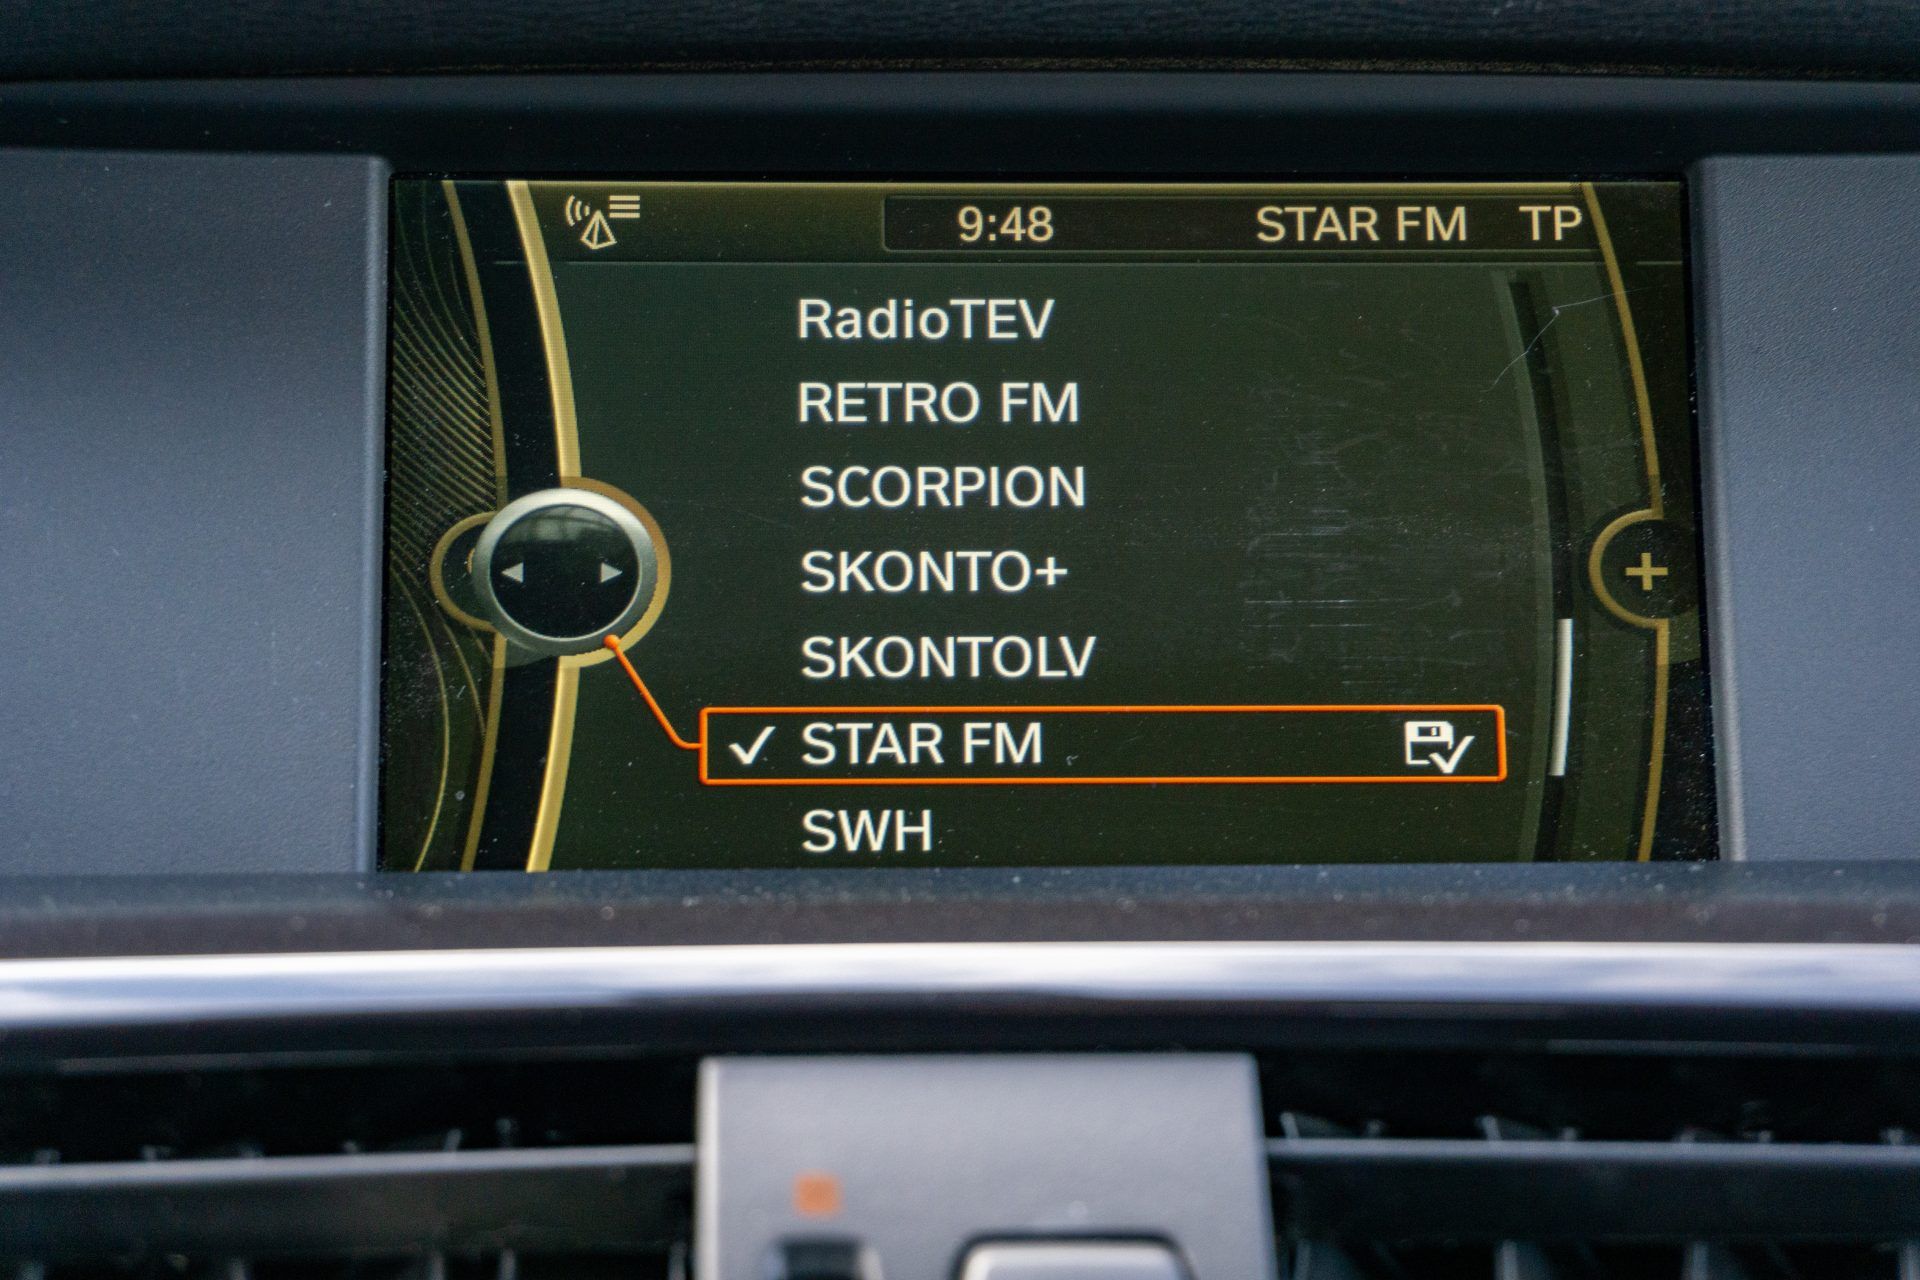 9:48 STAR FM TP
RadioTEV
RETRO FM
SCORPION
SKONTO+
SKONTOLV
STAR FM
SWH